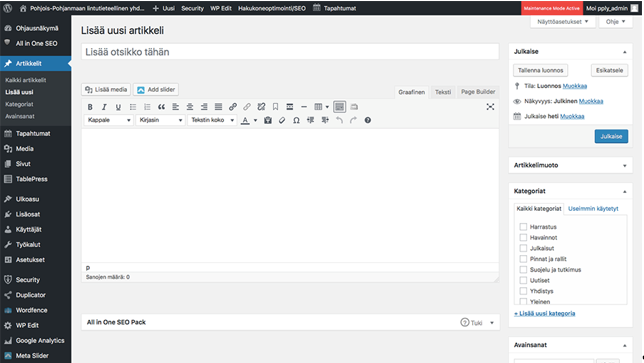 Pohjois-Pohjanmaan lintutieteellinen yhd... + Uusi Security WP Edit Hakukoneoptimointi/SEO Tapahtumat Maintenance Mode Active Moi pply_admin
Näyttöasetukset Ohje
Ohjausnäkymä
All in One SEO
Artikkelit
Kaikki artikkelit
Lisää uusi
Kategoriat
Avainsanat
Tapahtumat
Media
Sivut
TablePress
Ulkoasu
Lisäosat
Käyttäjät
Työkalut
Asetukset
Security
Duplicator
Wordfence
WP Edit
Google Analytics
Meta Slider
Lisää uusi artikkeli
Lisää otsikko tähän
Lisää media Add slider
Graafinen Teksti Page Builder
B I U ABC
Kappale Kirjasin Tekstin koko A
p
Sanojen määrä: 0
All in One SEO Pack Tuki
Julkaise
Tallenna luonnos Esikatsele
Tila: Luonnos Muokkaa
Näkyvyys: Julkinen Muokkaa
Julkaise heti Muokkaa
Julkaise
Artikkelimuoto
Kategoriat
Kaikki kategoriat Useimmin käytetyt
Harrastus
Havainnot
Julkaisut
Pinnat ja rallit
Suojelu ja tutkimus
Uutiset
Yhdistys
Yleinen
+ Lisää uusi kategoria
Avainsanat